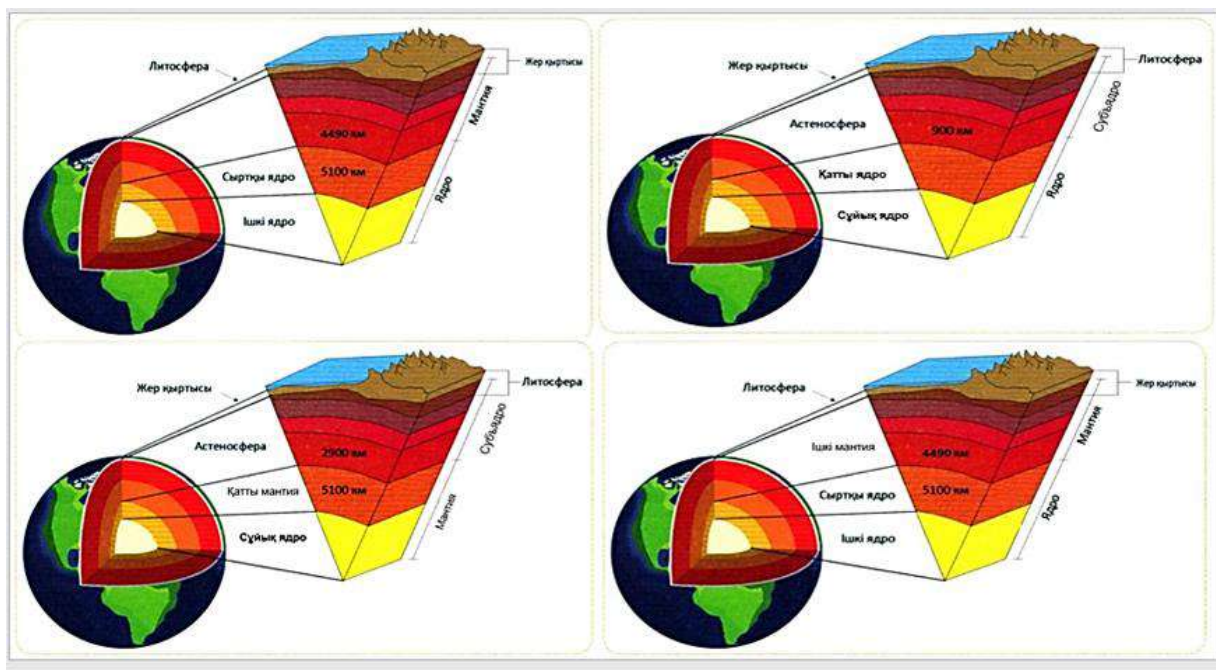 Литосфера
Жер қыртысы
Мантия
4490 км
Сыртқы ядро
5100 км
Ядро
Ішкі ядро
Жер қыртысы
Литосфера
Субъядро
Астеносфера
900 км
Қатты ядро
Ядро
Сұйық ядро
Жер қыртысы
Литосфера
Субъядро
Астеносфера
2900 км
Қатты мантия
5100 км
Мантия
Сұйық ядро
Литосфера
Жер қыртысы
Мантия
Ішкі мантия
4490 км
Сыртқы ядро
5100 км
Ядро
Ішкі ядро